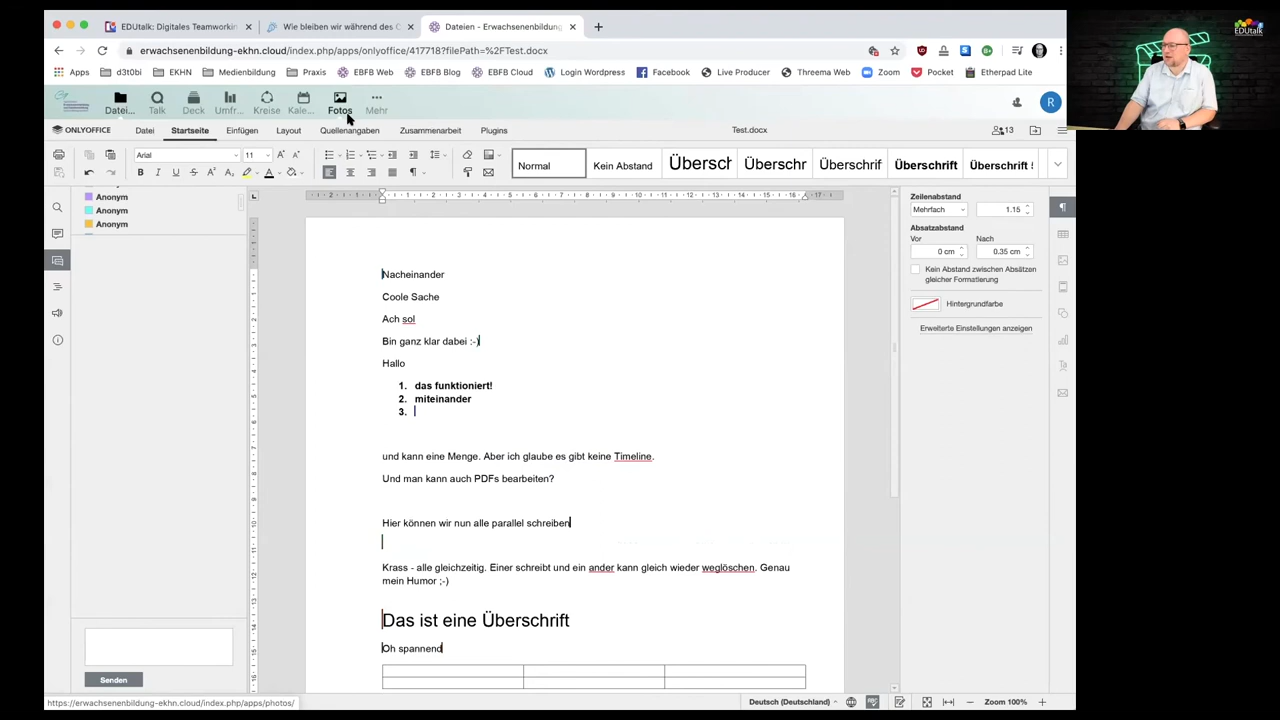 EDUtalk: Digitales Teamworkin
Wie bleiben wir während des C
Dateien - Erwachsenenbildung
EDUtalk
erwachsenenbildung-ekhn.cloud/index.php/apps/onlyoffice/417718?filePath=%2FTest.docx
Apps d3t0bi EKHN Medienbildung Praxis EBFB Web EBFB Blog EBFB Cloud Login Wordpress Facebook Live Producer Threema Web Zoom Pocket Etherpad Lite
Datei... Talk Deck Umfr... Kreise Kale... Fotos Mehr
R
ONLYOFFICE Datei Startseite Einfügen Layout Quellenangaben Zusammenarbeit Plugins Test.docx 13
Arial 11 Normal Kein Abstand Übersch Überschr Überschrif Überschrift Überschrift :
Anonym
Anonym
Anonym
Nacheinander
Coole Sache
Ach sol
Bin ganz klar dabei :-)
Hallo
1. das funktioniert!
2. miteinander
3.
und kann eine Menge. Aber ich glaube es gibt keine Timeline.
Und man kann auch PDFs bearbeiten?
Hier können wir nun alle parallel schreiben
Krass - alle gleichzeitig. Einer schreibt und ein ander kann gleich wieder weglöschen. Genau
mein Humor ;-)
Das ist eine Überschrift
Oh spannend
Zeilenabstand
Mehrfach 1.15
Absatzabstand
Vor Nach
0 cm 0.35 cm
Kein Abstand zwischen Absätzen
gleicher Formatierung
Hintergrundfarbe
Erweiterte Einstellungen anzeigen
Senden
https://erwachsenenbildung-ekhn.cloud/index.php/apps/photos/
Deutsch (Deutschland) Zoom 100%